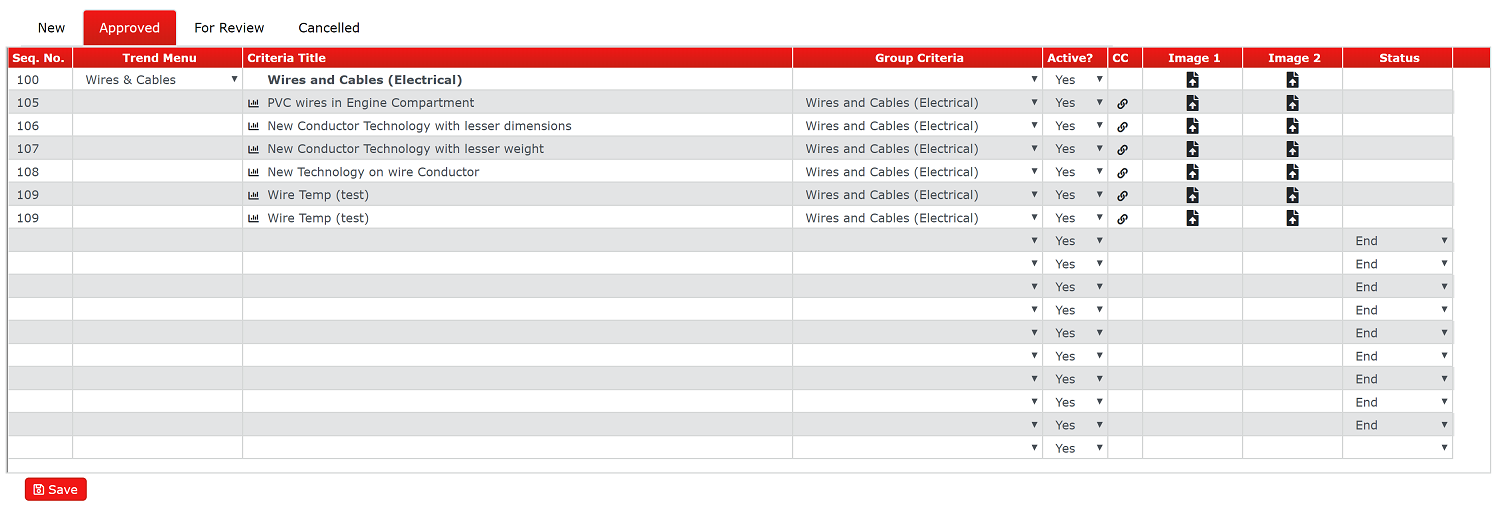 New Approved For Review Cancelled
Seq. No. Trend Menu Criteria Title Group Criteria Active? CC Image 1 Image 2 Status
100 Wires & Cables Wires and Cables (Electrical) Yes
105 PVC wires in Engine Compartment Wires and Cables (Electrical) Yes
106 New Conductor Technology with lesser dimensions Wires and Cables (Electrical) Yes
107 New Conductor Technology with lesser weight Wires and Cables (Electrical) Yes
108 New Technology on wire Conductor Wires and Cables (Electrical) Yes
109 Wire Temp (test) Wires and Cables (Electrical) Yes
109 Wire Temp (test) Wires and Cables (Electrical) Yes
Yes End
Yes End
Yes End
Yes End
Yes End
Yes End
Yes End
Yes End
Yes End
Yes
Save